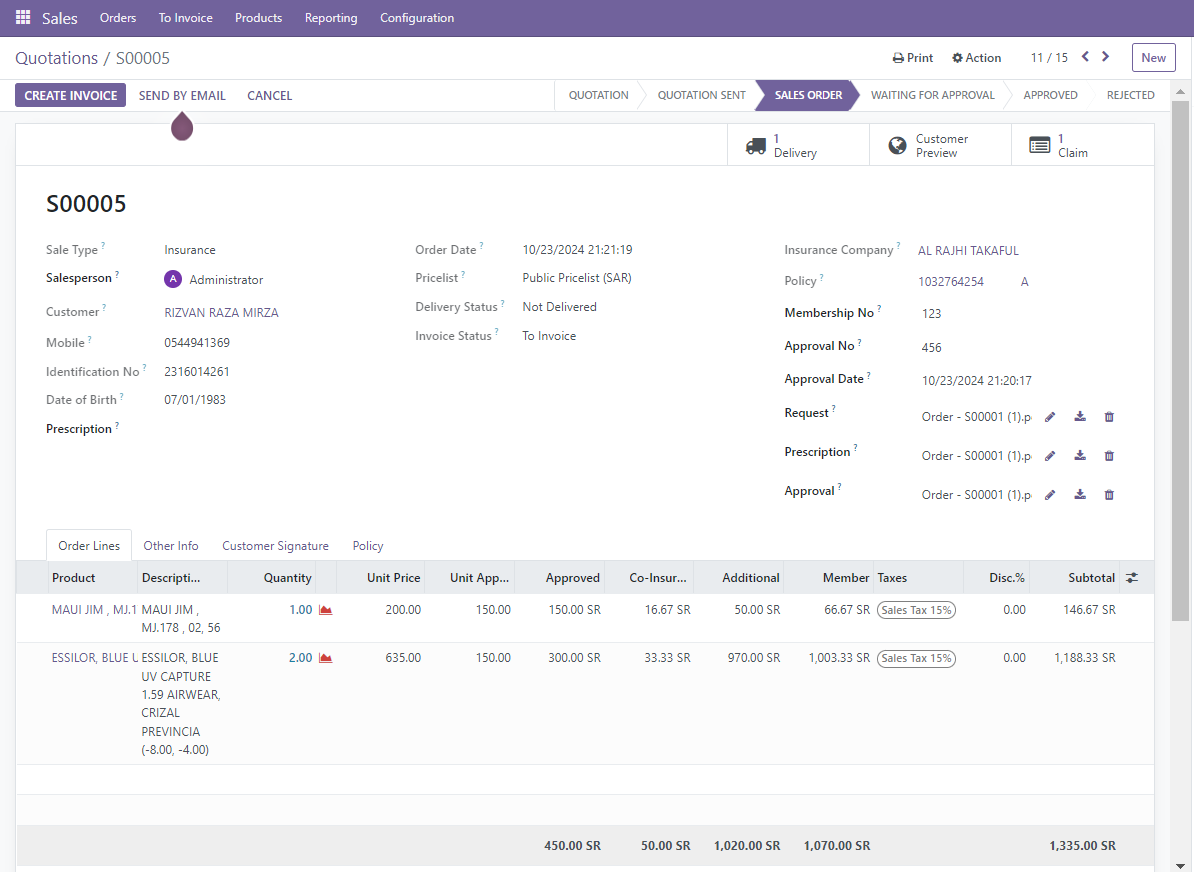 Sales Orders To Invoice Products Reporting Configuration
Quotations / S00005 Print Action 11 / 15 New
CREATE INVOICE SEND BY EMAIL CANCEL QUOTATION QUOTATION SENT SALES ORDER WAITING FOR APPROVAL APPROVED REJECTED
1 Delivery
Customer Preview
1 Claim
S00005
Sale Type ? Insurance
Salesperson ? A Administrator
Customer ? RIZVAN RAZA MIRZA
Mobile ? 0544941369
Identification No ? 2316014261
Date of Birth ? 07/01/1983
Prescription ?
Order Date ? 10/23/2024 21:21:19
Pricelist ? Public Pricelist (SAR)
Delivery Status ? Not Delivered
Invoice Status ? To Invoice
Insurance Company ? AL RAJHI TAKAFUL
Policy ? 1032764254 A
Membership No ? 123
Approval No ? 456
Approval Date ? 10/23/2024 21:20:17
Request ? Order - S00001 (1).p
Prescription ? Order - S00001 (1).p
Approval ? Order - S00001 (1).p
Order Lines Other Info Customer Signature Policy
Product Descripti... Quantity Unit Price Unit App... Approved Co-Insur... Additional Member Taxes Disc.% Subtotal
MAUI JIM , MJ.1 MAUI JIM , 1.00 200.00 150.00 150.00 SR 16.67 SR 50.00 SR 66.67 SR Sales Tax 15% 0.00 146.67 SR
MJ.178 , 02, 56
ESSILOR, BLUE U ESSILOR, BLUE 2.00 635.00 150.00 300.00 SR 33.33 SR 970.00 SR 1,003.33 SR Sales Tax 15% 0.00 1,188.33 SR
UV CAPTURE
1.59 AIRWEAR,
CRIZAL
PREVINCIA
(-8.00, -4.00)
450.00 SR 50.00 SR 1,020.00 SR 1,070.00 SR 1,335.00 SR